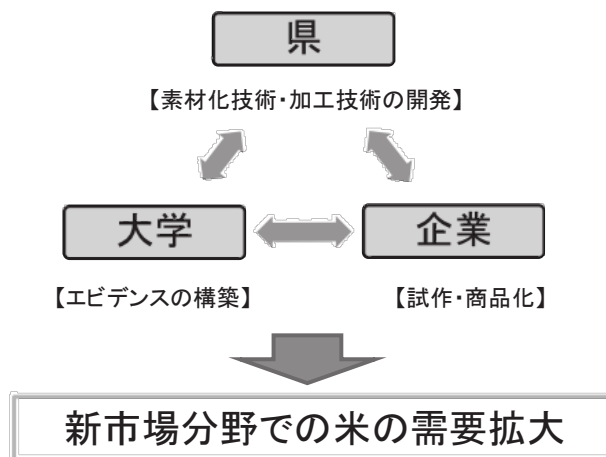 県
【素材化技術・加工技術の開発】
大学
企業
【エビデンスの構築】
【試作・商品化】
新市場分野での米の需要拡大